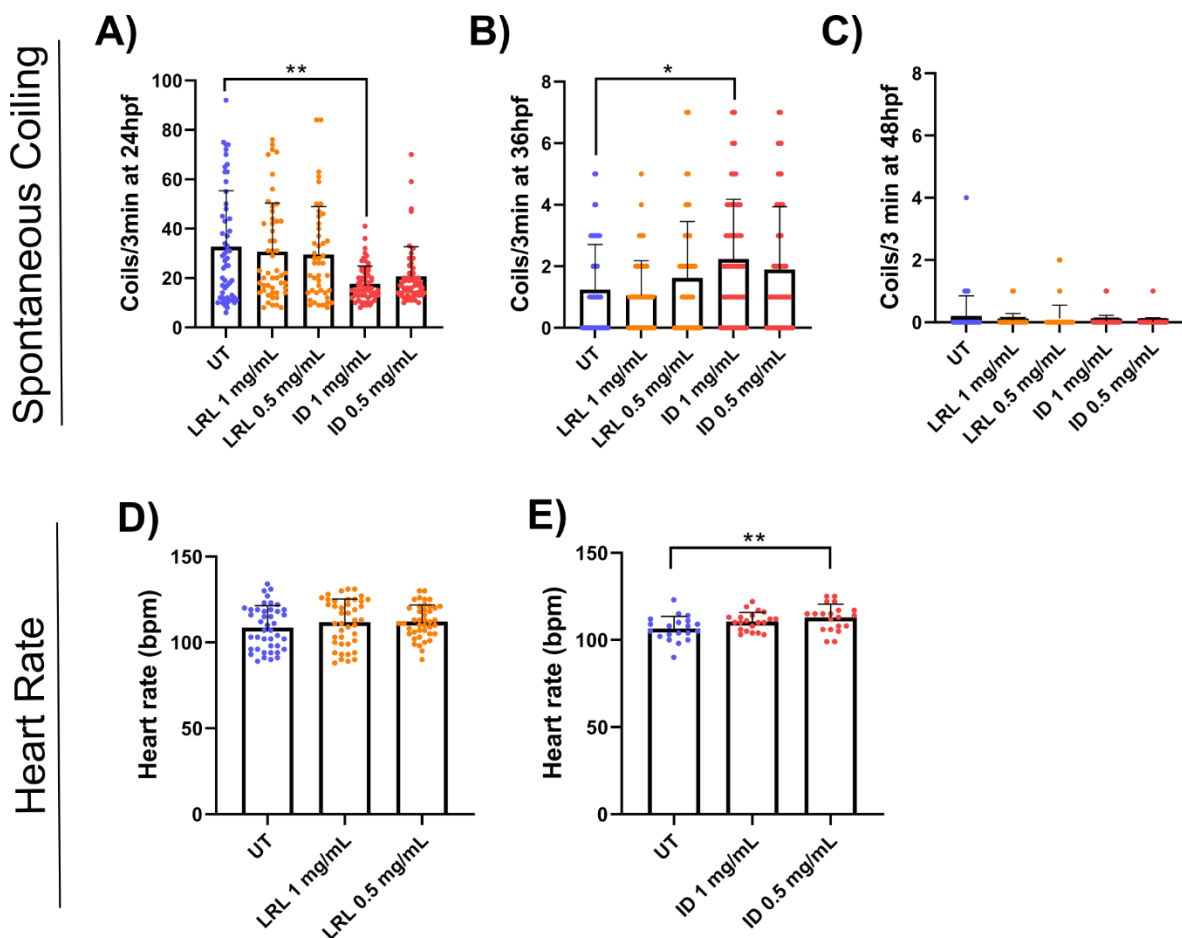 Spontaneous Coiling
A)
**
Coils/3min at 24hpf
100
80
60
40
20
0
UT
LRL 1 mg/mL
LRL 0.5 mg/mL
ID 1 mg/mL
ID 0.5 mg/mL
B)
*
Coils/3min at 36hpf
8
6
4
2
0
UT
LRL 1 mg/mL
LRL 0.5 mg/mL
ID 1 mg/mL
ID 0.5 mg/mL
C)
Coils/3 min at 48hpf
8
6
4
2
0
UT
LRL 1 mg/mL
LRL 0.5 mg/mL
ID 1 mg/mL
ID 0.5 mg/mL
Heart Rate
D)
Heart rate (bpm)
150
100
50
0
UT
LRL 1 mg/mL
LRL 0.5 mg/mL
E)
**
Heart rate (bpm)
150
100
50
0
UT
ID 1 mg/mL
ID 0.5 mg/mL